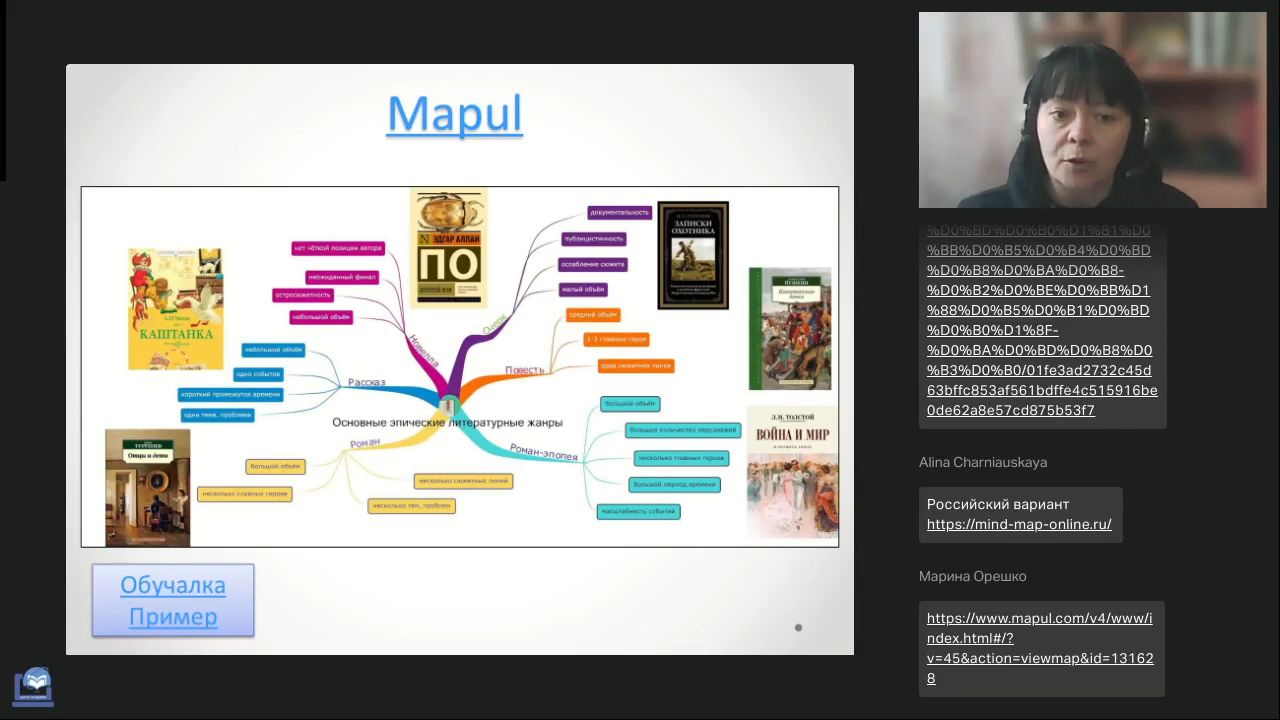 Mapul
нет чёткой позиции автора
неожиданный финал
остросюжетность
небольшой объём
Новелла
ЭДГАР АЛЛАН
ПО
документальность
публицистичность
ослабление сюжета
малый объём
Очерк
ЗАПИСКИ
ОХОТНИКА
КАШТАНКА
небольшой объём
одно событие
короткий промежуток времени
одна тема, проблема
Рассказ
средний объём
1-3 главных героя
одна сюжетная линия
Повесть
Основные эпические литературные жанры
большой объём
большое количество персонажей
несколько главных героев
большой период времени
масштабность событий
Роман-эпопея
Роман
большой объём
несколько главных героев
несколько сюжетных линий
несколько тем, проблем
ТУРГЕНЕВ
Отцы и дети
ПУШКИН
Капитанская
дочка
Л.Н. ТОЛСТОЙ
ВОЙНА И МИР
Обучалка
Пример
%D0%BD%D0%B0%D1%81%D0
%BB%D0%B5%D0%B4%D0%BD
%D0%B8%D0%BA%D0%B8-
%D0%B2%D0%BE%D0%BB%D1
%88%D0%B5%D0%B1%D0%BD
%D0%B0%D1%8F-
%D0%BA%D0%BD%D0%B8%D0
%B3%D0%B0/01fe3ad2732c45d
63bffc853af561bdfe4c515916be
0de62a8e57cd875b53f7
Alina Charniauskaya
Российский вариант
https://mind-map-online.ru/
Марина Орешко
https://www.mapul.com/v4/www/i
ndex.html#/?
v=45&action=viewmap&id=13162
8